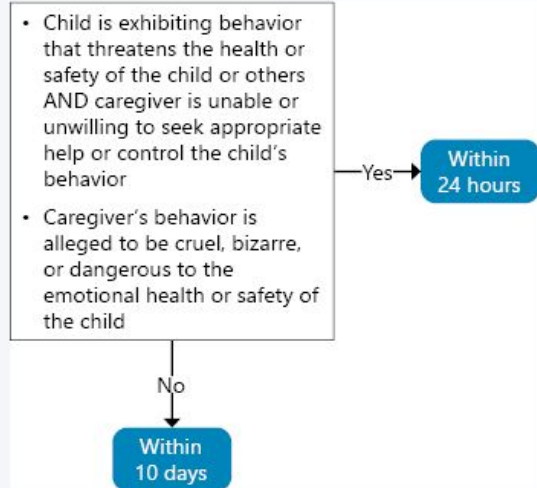 • Child is exhibiting behavior
that threatens the health or
safety of the child or others
AND caregiver is unable or
unwilling to seek appropriate
help or control the child's
behavior
• Caregiver's behavior is
alleged to be cruel, bizarre,
or dangerous to the
emotional health or safety of
the child
Yes
Within
24 hours
No
Within
10 days